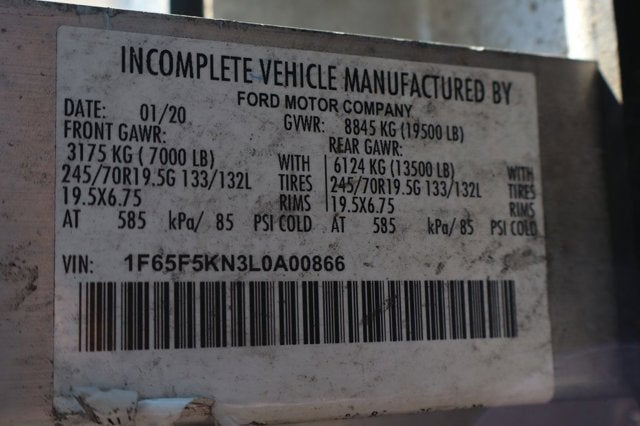 INCOMPLETE VEHICLE MANUFACTURED BY
FORD MOTOR COMPANY
DATE: 01/20 GVWR: 8845 KG (19500 LB)
FRONT GAWR: REAR GAWR:
3175 KG ( 7000 LB) WITH 6124 KG (13500 LB) WITH
245/70R19.5G 133/132L TIRES 245/70R19.5G 133/132L TIRES
19.5X6.75 RIMS 19.5X6.75 RIMS
AT 585 kPa/ 85 PSI COLD AT 585 kPa/ 85 PSI COLD
VIN: 1F65F5KN3L0A00866